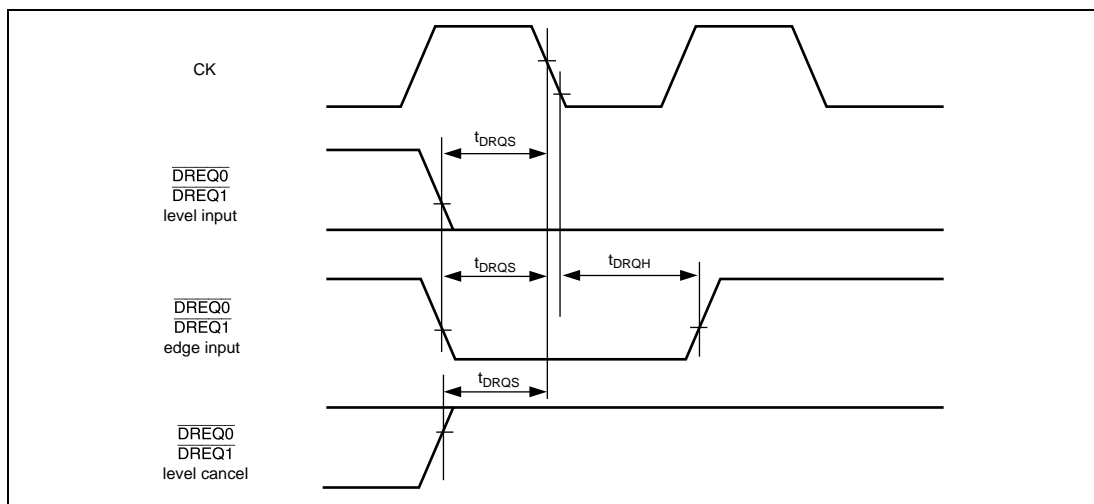 CK
tDRQS
DREQ0
DREQ1
level input
tDRQS
tDRQH
DREQ0
DREQ1
edge input
tDRQS
DREQ0
DREQ1
level cancel